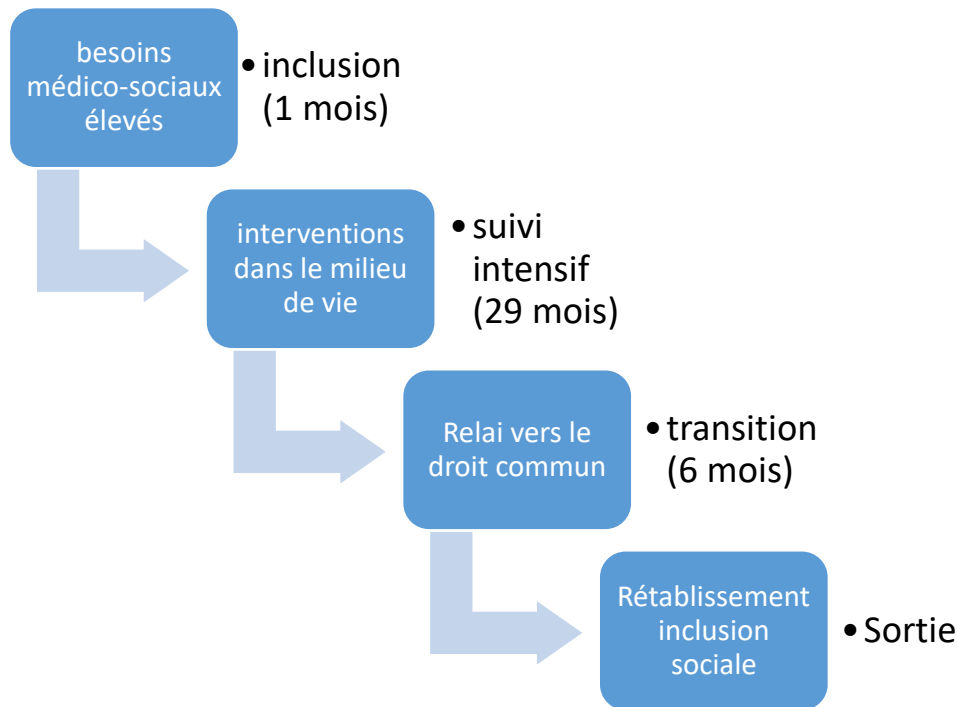 besoins
médico-sociaux
élevés
• inclusion
(1 mois)
interventions
dans le milieu
de vie
• suivi
intensif
(29 mois)
Relai vers le
droit commun
• transition
(6 mois)
Rétablissement
inclusion
sociale
• Sortie